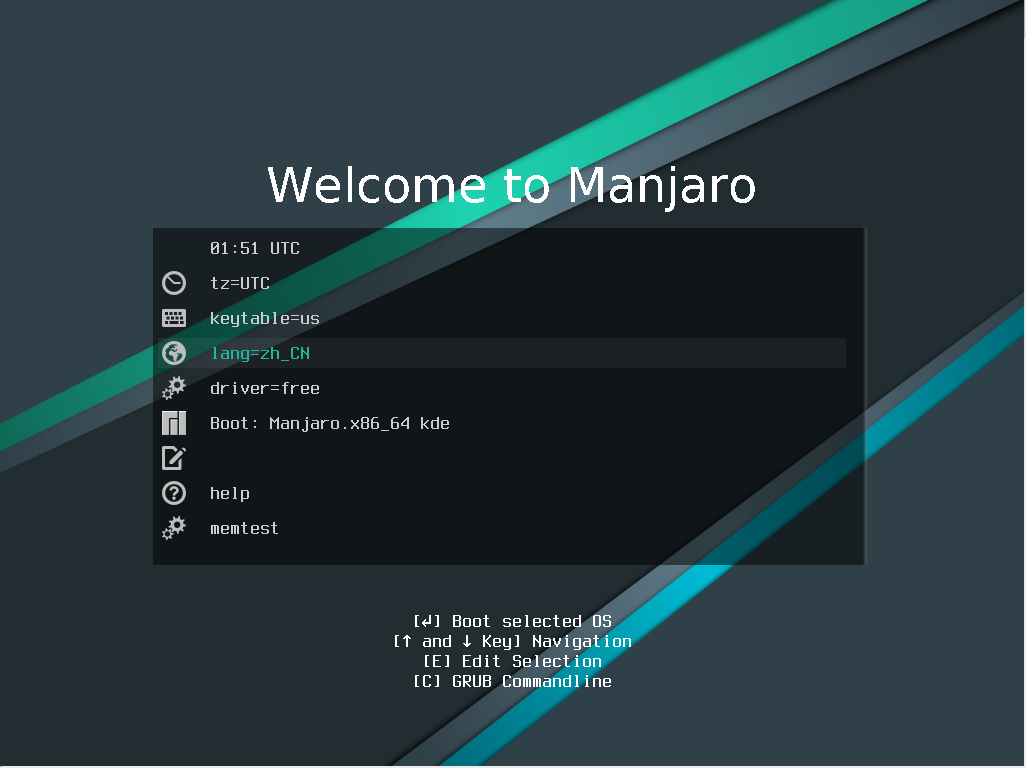 Welcome to Manjaro
01:51 UTC
tz=UTC
keytable=us
lang=zh_CN
driver=free
Boot: Manjaro.x86_64 kde
help
memtest
[↲] Boot selected OS
[↑ and ↓ Key] Navigation
[E] Edit Selection
[C] GRUB Commandline